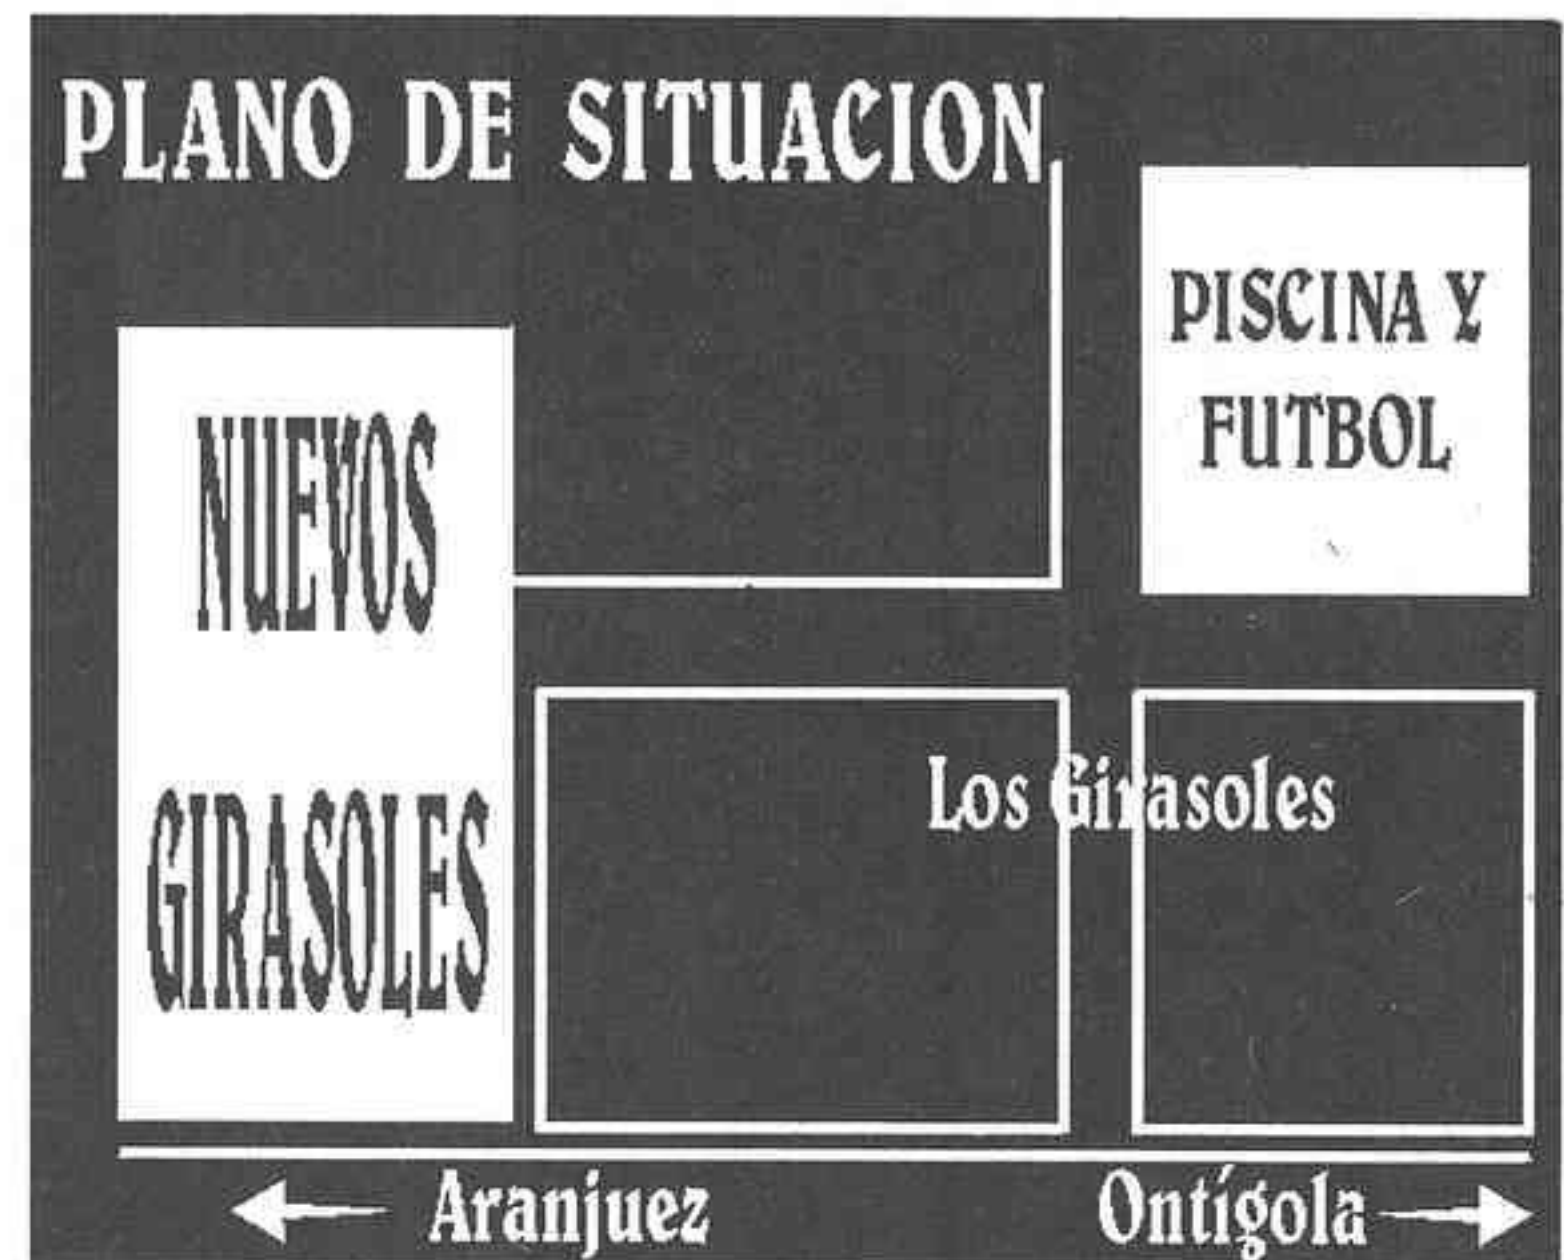 PLANO DE SITUACION
PISCINA Y
FUTBOL
NUEVOS
GIRASOLES
Los Girasoles
Aranjuez
Ontígola